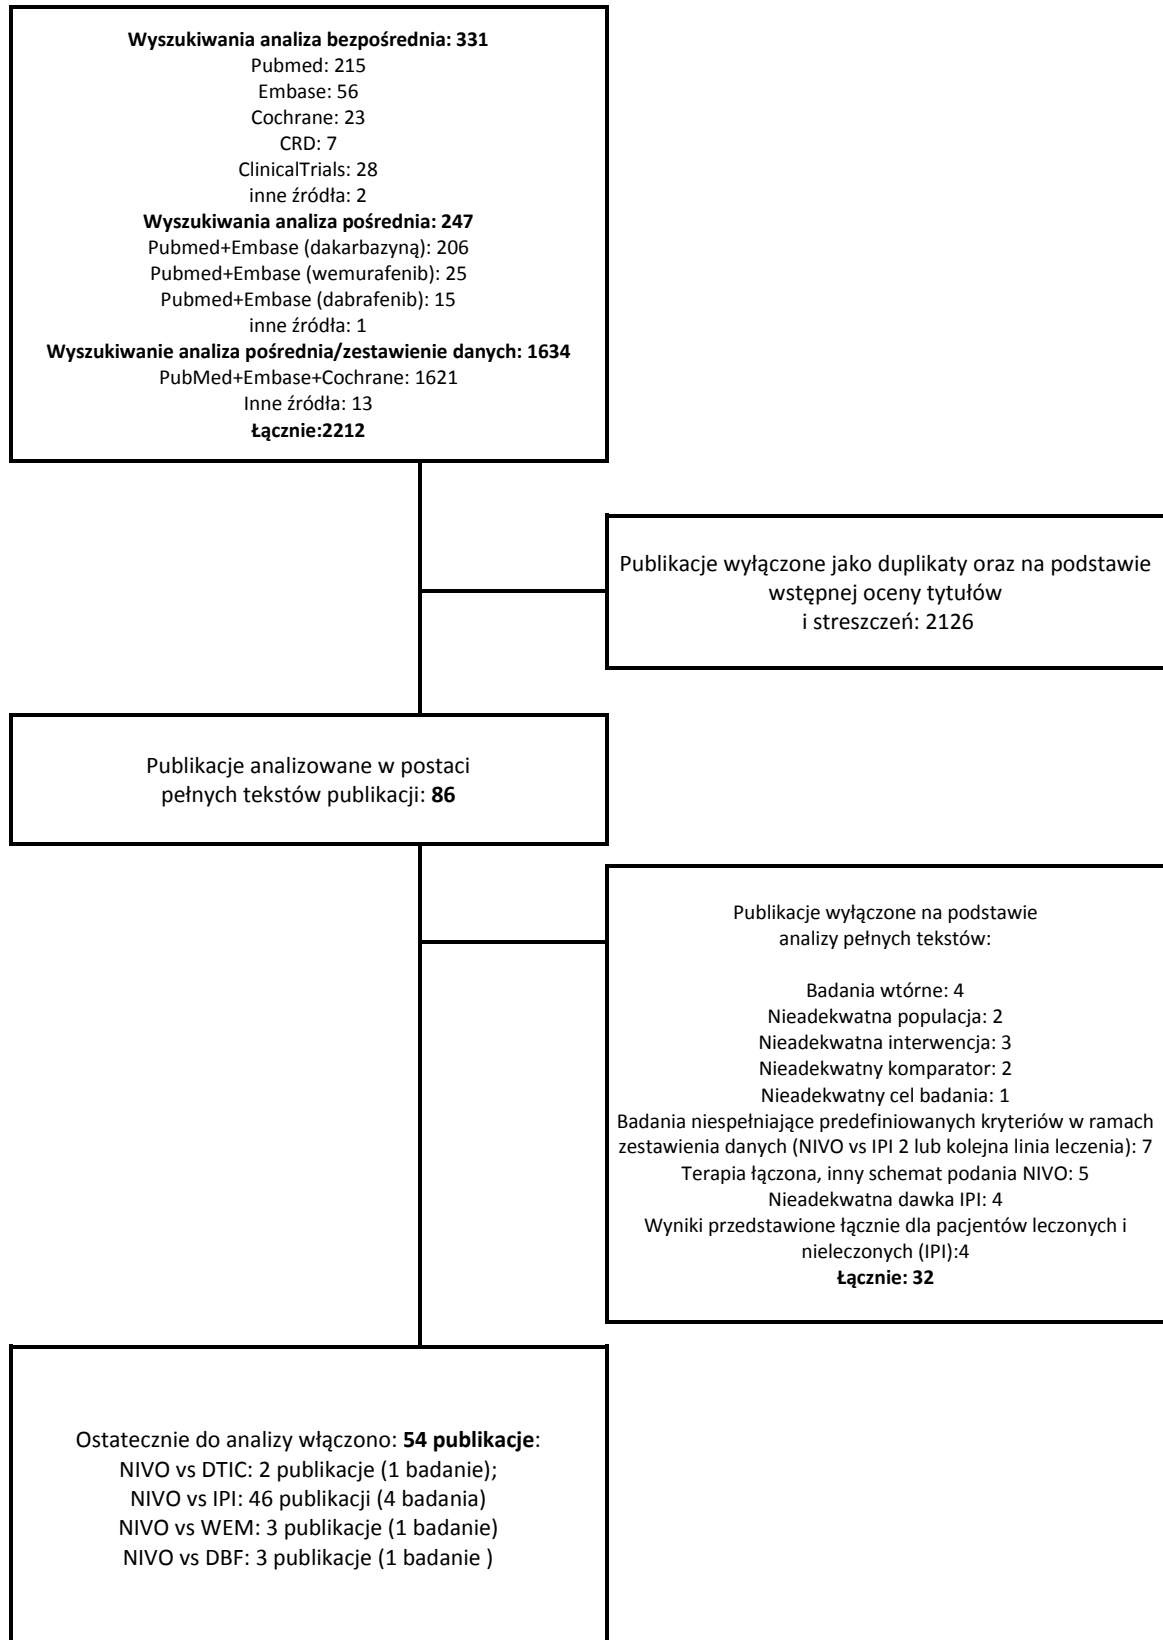 Wyszukiwania analiza bezpośrednia: 331
Pubmed: 215
Embase: 56
Cochrane: 23
CRD: 7
ClinicalTrials: 28
inne źródła: 2
Wyszukiwania analiza pośrednia: 247
Pubmed+Embase (dakarbazyną): 206
Pubmed+Embase (wemurafenib): 25
Pubmed+Embase (dabrafenib): 15
inne źródła: 1
Wyszukiwanie analiza pośrednia/zestawienie danych: 1634
PubMed+Embase+Cochrane: 1621
Inne źródła: 13
Łącznie:2212
Publikacje wyłączone jako duplikaty oraz na podstawie
wstępnej oceny tytułów
i streszczeń: 2126
Publikacje analizowane w postaci
pełnych tekstów publikacji: 86
Publikacje wyłączone na podstawie
analizy pełnych tekstów:
Badania wtórne: 4
Nieadekwatna populacja: 2
Nieadekwatna interwencja: 3
Nieadekwatny komparator: 2
Nieadekwatny cel badania: 1
Badania niespełniające predefiniowanych kryteriów w ramach
zestawienia danych (NIVO vs IPI 2 lub kolejna linia leczenia): 7
Terapia łączona, inny schemat podania NIVO: 5
Nieadekwatna dawka IPI: 4
Wyniki przedstawione łącznie dla pacjentów leczonych i
nieleczonych (IPI):4
Łącznie: 32
Ostatecznie do analizy włączono: 54 publikacje:
NIVO vs DTIC: 2 publikacje (1 badanie);
NIVO vs IPI: 46 publikacji (4 badania)
NIVO vs WEM: 3 publikacje (1 badanie)
NIVO vs DBF: 3 publikacje (1 badanie )